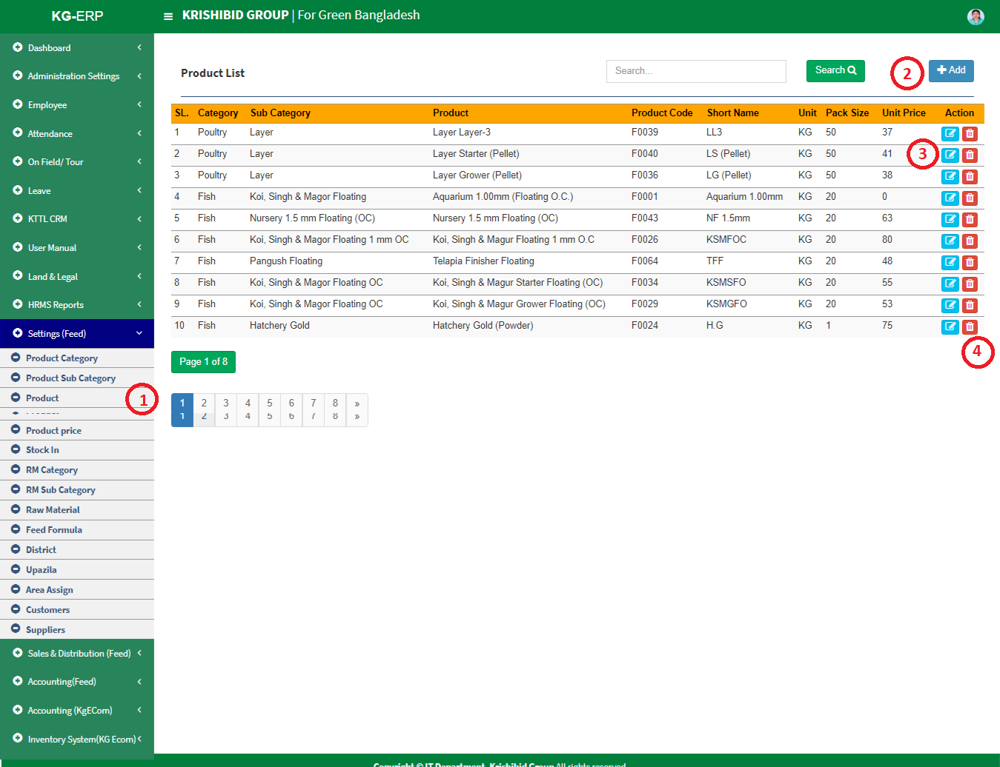 KG-ERP
KRISHIBID GROUP | For Green Bangladesh
Dashboard
Administration Settings
Employee
Attendance
On Field/ Tour
Leave
KTTL CRM
User Manual
Land & Legal
HRMS Reports
Settings (Feed)
Product Category
Product Sub Category
Product 1
Product price
Stock In
RM Category
RM Sub Category
Raw Material
Feed Formula
District
Upazila
Area Assign
Customers
Suppliers
Sales & Distribution (Feed)
Accounting(Feed)
Accounting (KgECom)
Inventory System(KG Ecom)
Product List Search... Search 2 Add
SL. Category Sub Category Product Product Code Short Name Unit Pack Size Unit Price Action
1 Poultry Layer Layer Layer-3 F0039 LL3 KG 50 37
2 Poultry Layer Layer Starter (Pellet) F0040 LS (Pellet) KG 50 41 3
3 Poultry Layer Layer Grower (Pellet) F0036 LG (Pellet) KG 50 38
4 Fish Koi, Singh & Magor Floating Aquarium 1.00mm (Floating O.C.) F0001 Aquarium 1.00mm KG 20 0
5 Fish Nursery 1.5 mm Floating (OC) Nursery 1.5 mm Floating (OC) F0043 NF 1.5mm KG 20 63
6 Fish Koi, Singh & Magor Floating 1 mm OC Koi, Singh & Magur Floating 1 mm O.C F0026 KSMFOC KG 20 80
7 Fish Pangush Floating Telapia Finisher Floating F0064 TFF KG 20 48
8 Fish Koi, Singh & Magor Floating OC Koi, Singh & Magur Starter Floating (OC) F0034 KSMSFO KG 20 55
9 Fish Koi, Singh & Magor Floating OC Koi, Singh & Magur Grower Floating (OC) F0029 KSMGFO KG 20 53
10 Fish Hatchery Gold Hatchery Gold (Powder) F0024 H.G KG 1 75
4
Page 1 of 8
1 2 3 4 5 6 7 8 »
1 2 3 4 5 6 7 8 »
Copyright © IT Department, Krishibid Group All rights reserved